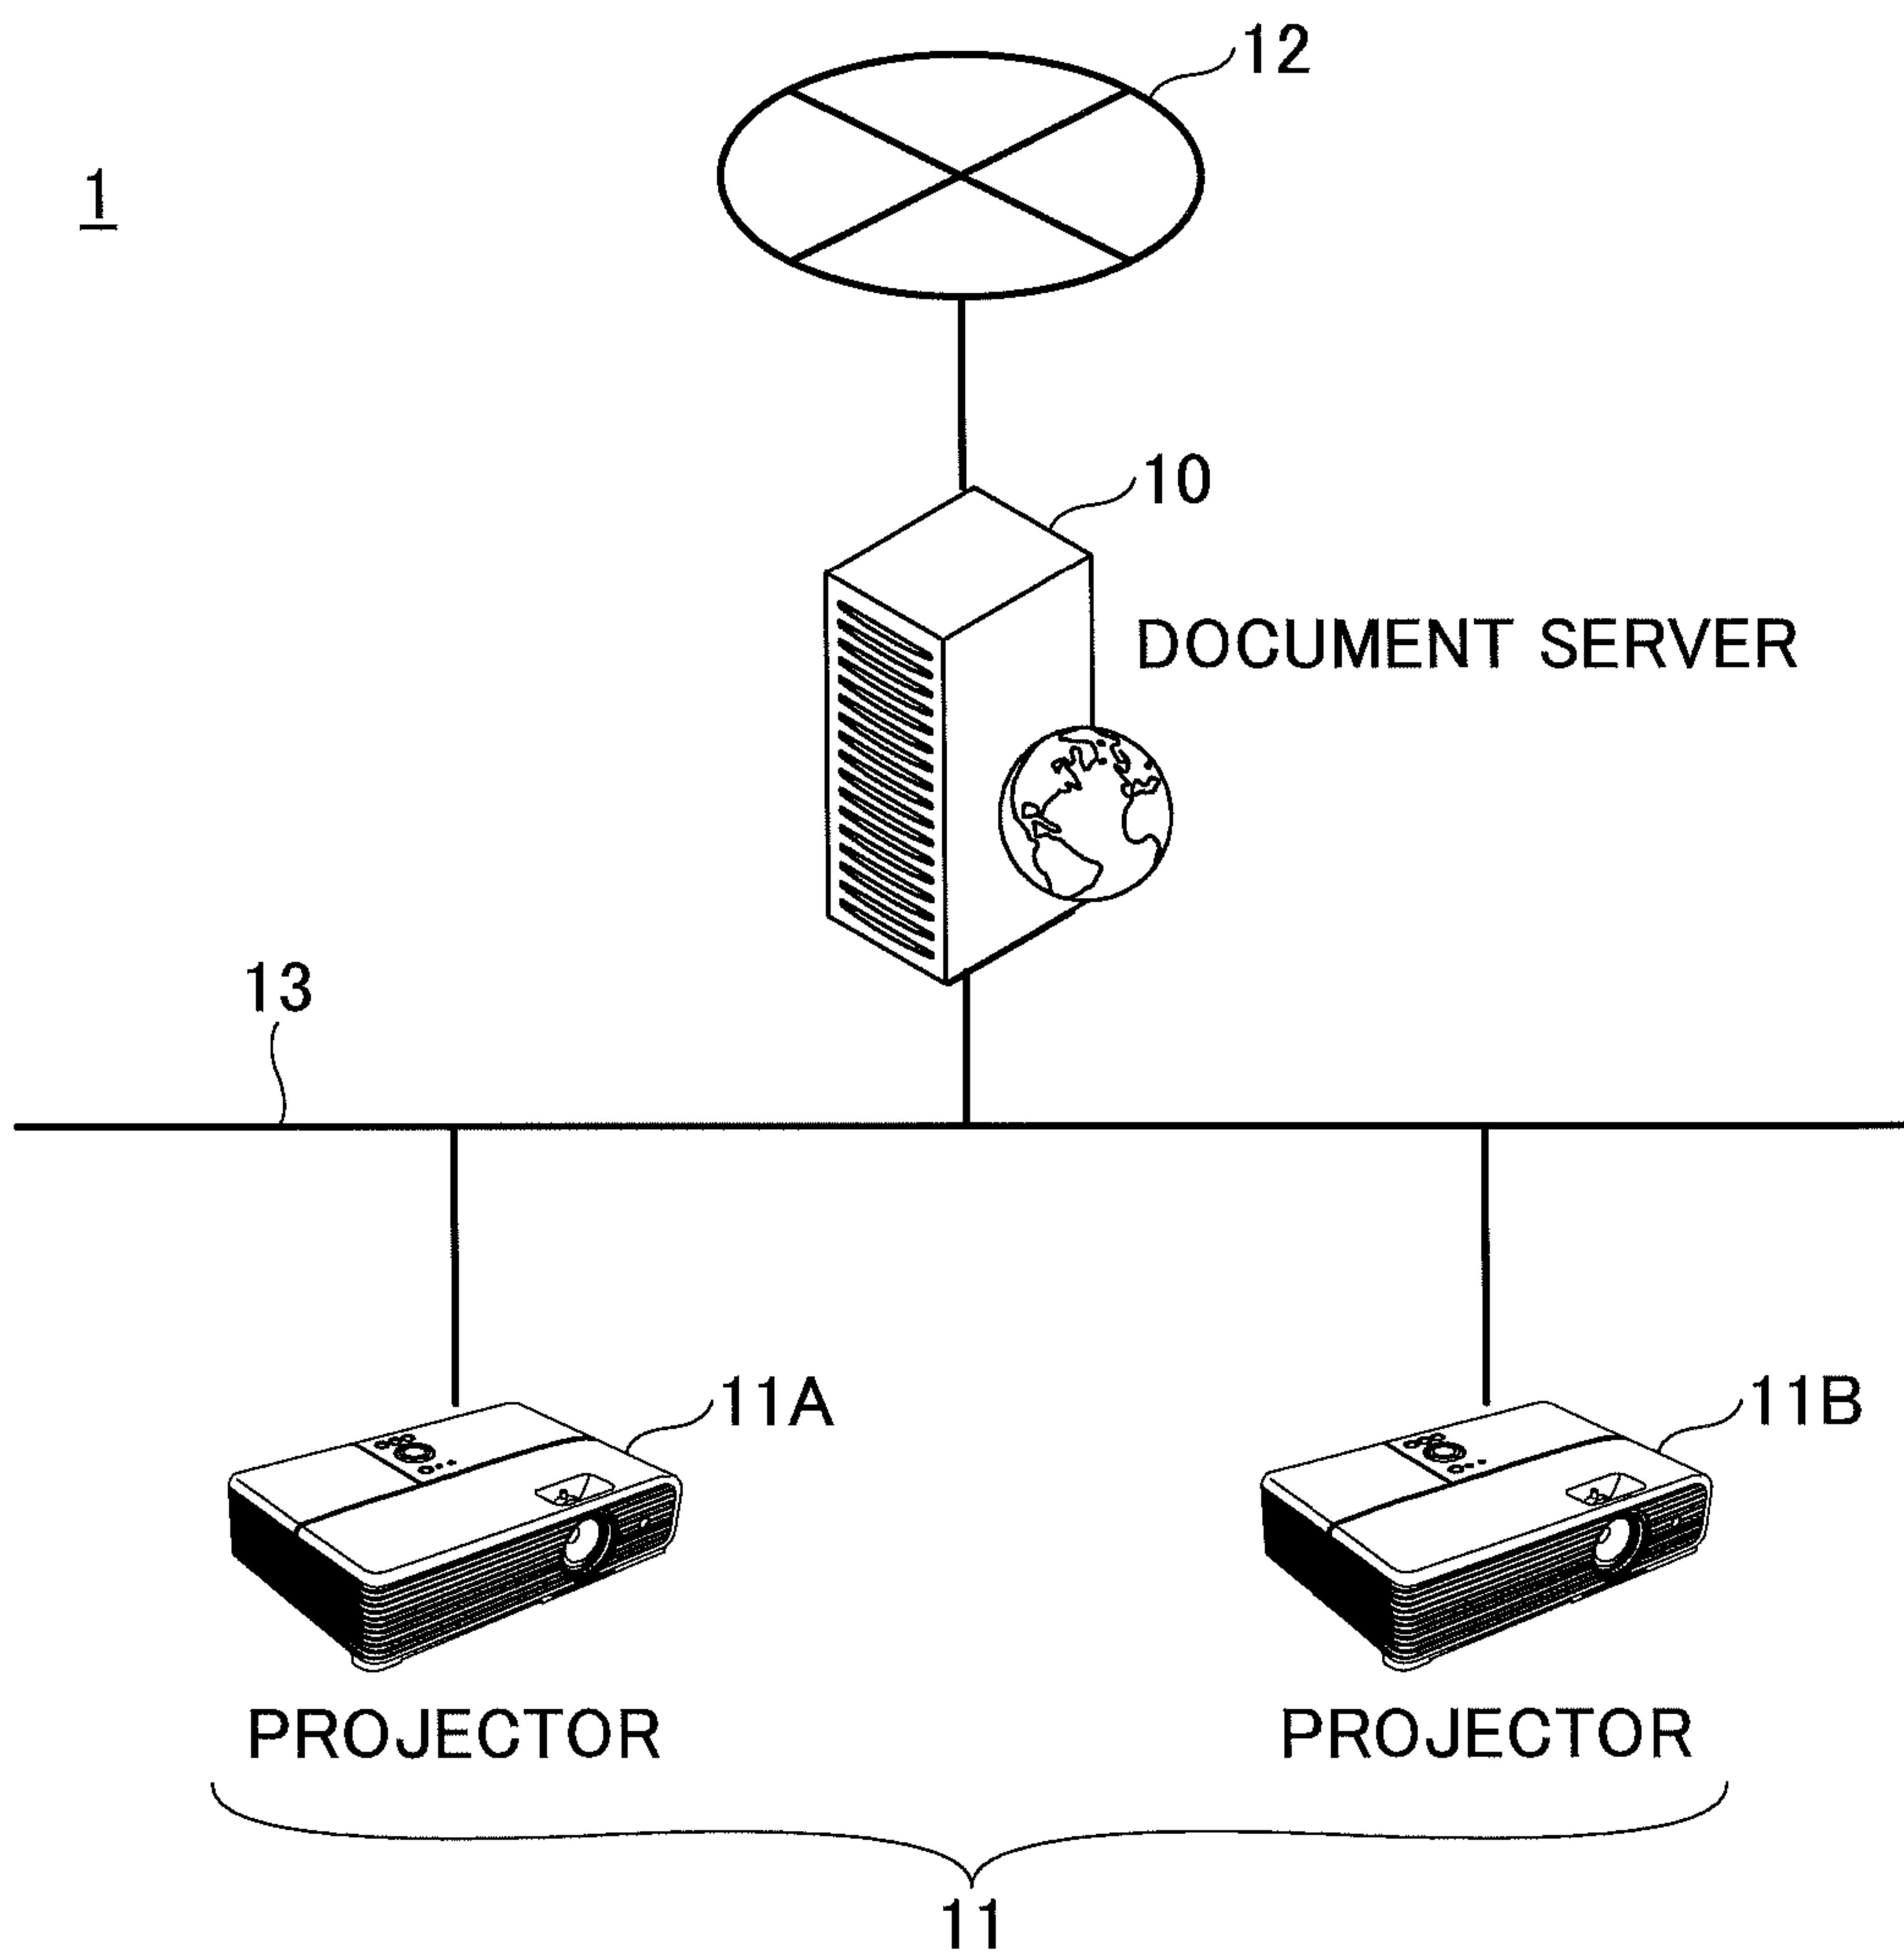 12
1
10
DOCUMENT SERVER
13
11A
11B
PROJECTOR
PROJECTOR
11